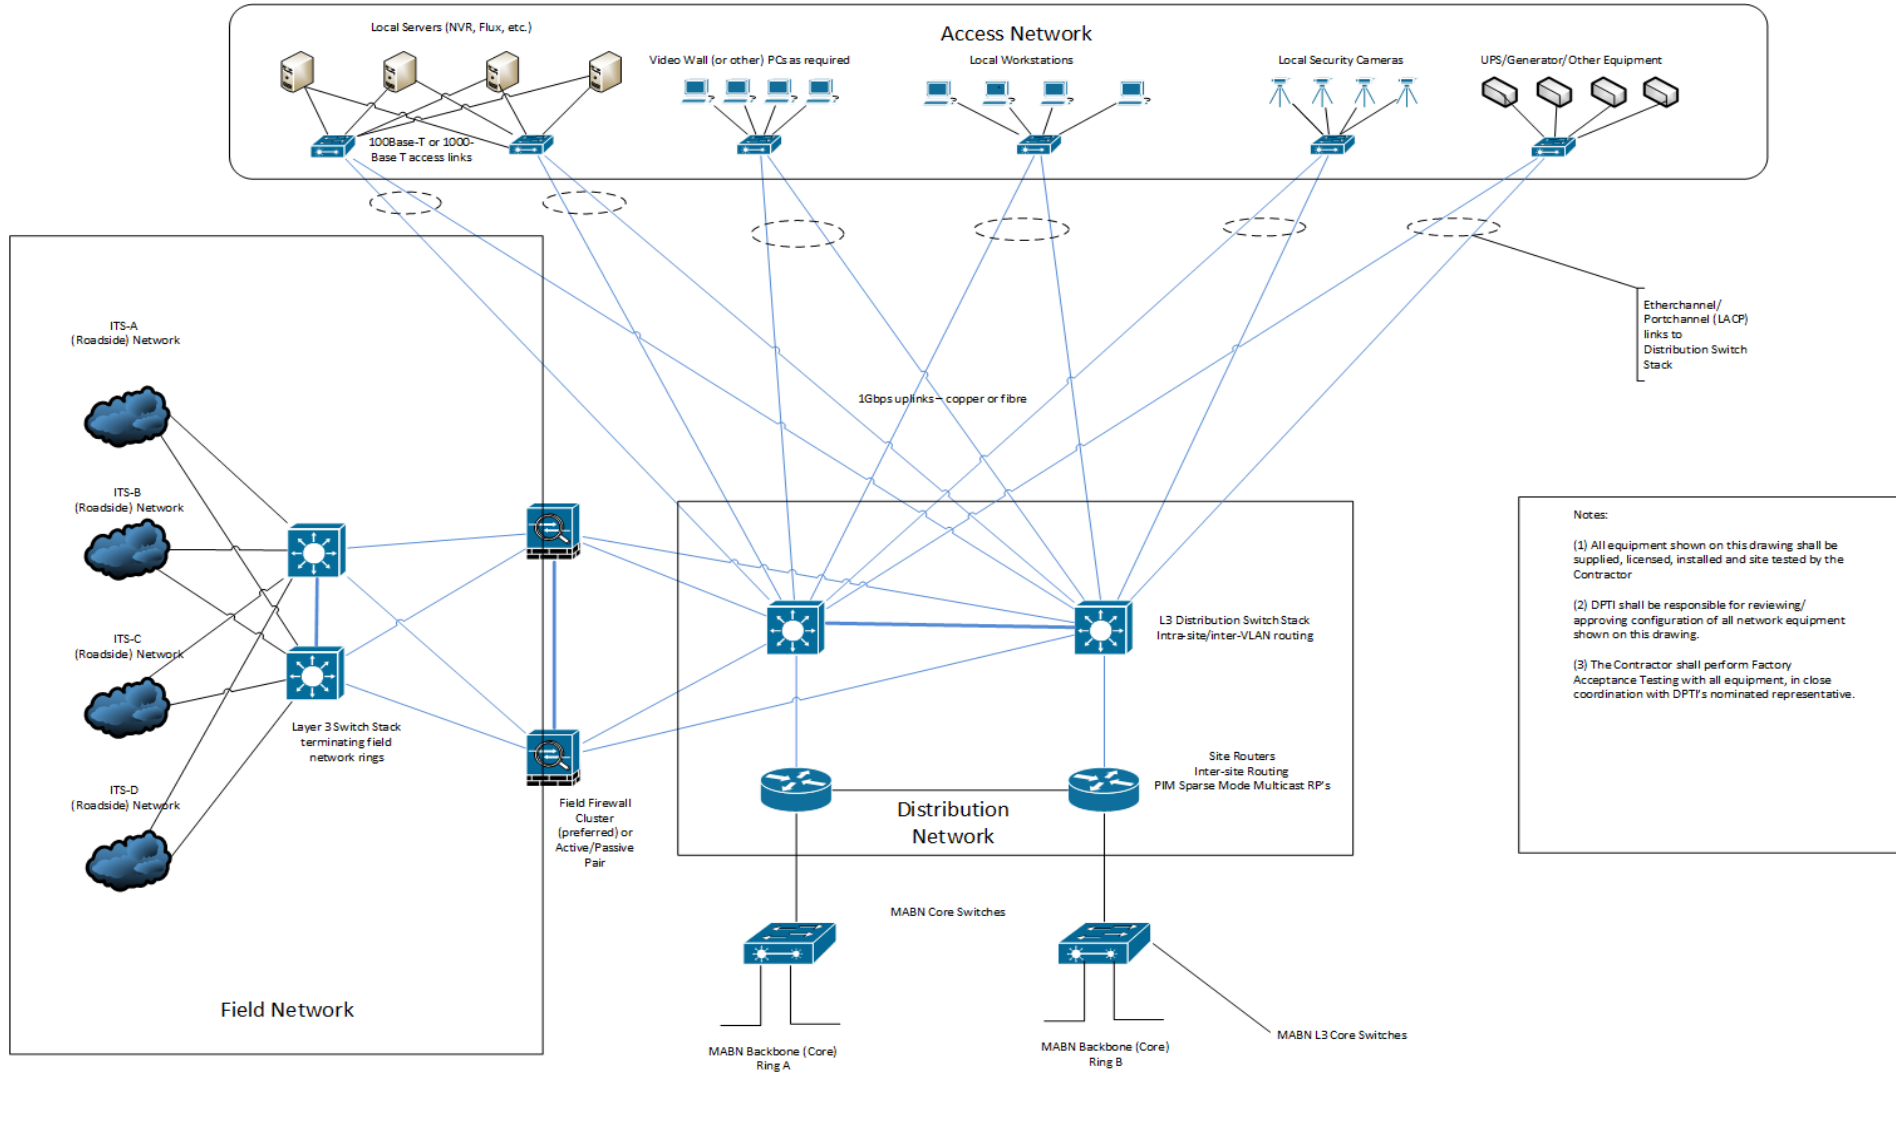 Access Network
Local Servers (NVR, Flux, etc.)
Video Wall (or other) PCs as required
Local Workstations
Local Security Cameras
UPS/Generator/Other Equipment
100Base-T or 1000-
Base T access links
Etherchannel/
Portchannel (LACP)
links to
Distribution Switch
Stack
1Gbps uplinks – copper or fibre
ITS-A
(Roadside) Network
ITS-B
(Roadside) Network
ITS-C
(Roadside) Network
ITS-D
(Roadside) Network
Layer 3 Switch Stack
terminating field
network rings
Field Firewall
Cluster
(preferred) or
Active/Passive
Pair
Field Network
L3 Distribution Switch Stack
Intra-site/inter-VLAN routing
Site Routers
Inter-site Routing
PIM Sparse Mode Multicast RP's
Distribution
Network
MABN Core Switches
MABN Backbone (Core)
Ring A
MABN Backbone (Core)
Ring B
MABN L3 Core Switches
Notes:
(1) All equipment shown on this drawing shall be
supplied, licensed, installed and site tested by the
Contractor
(2) DPTI shall be responsible for reviewing/
approving configuration of all network equipment
shown on this drawing.
(3) The Contractor shall perform Factory
Acceptance Testing with all equipment, in close
coordination with DPTI's nominated representative.